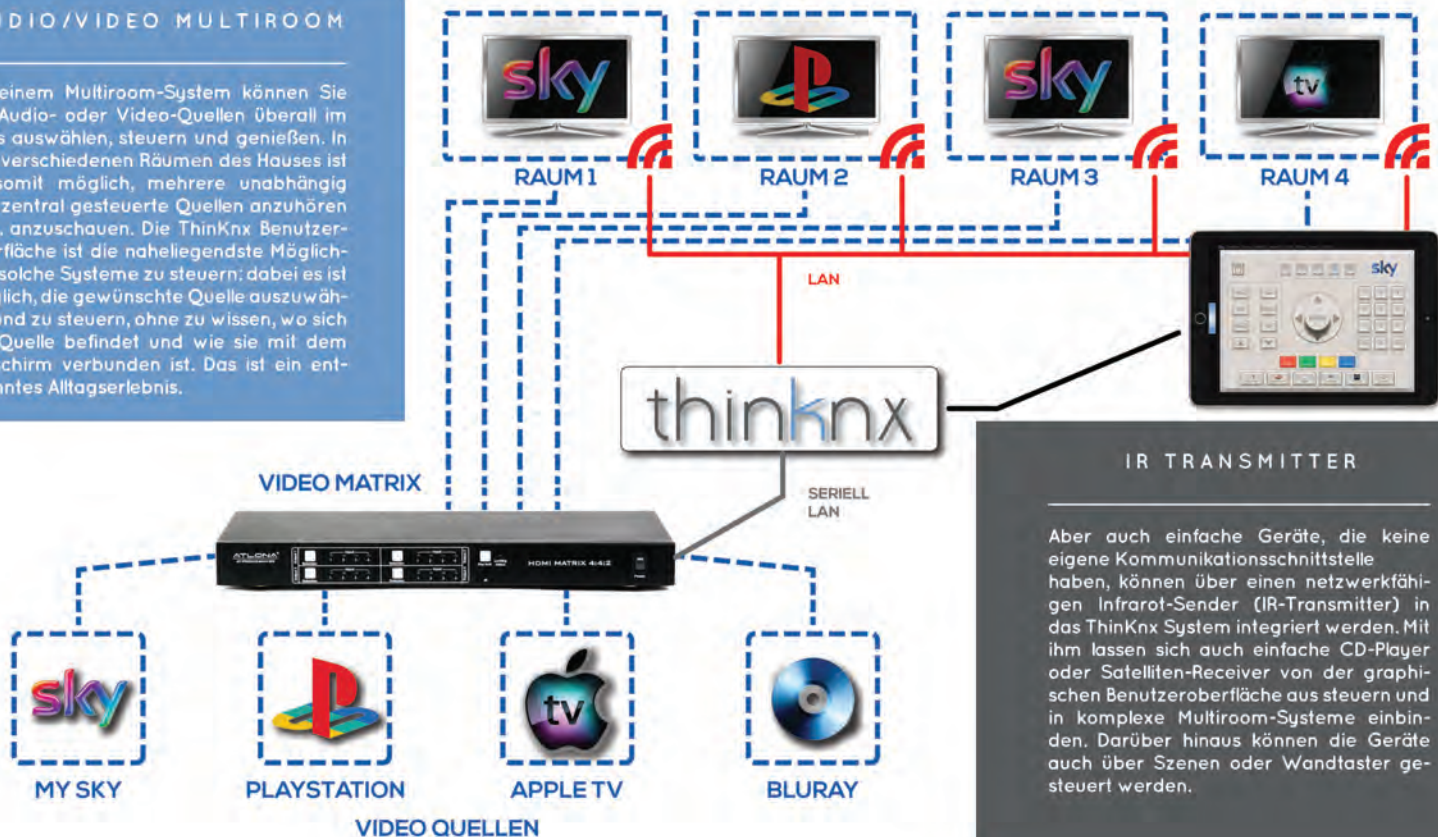 DIO/VIDEO MULTIROOM
einem Multiroom-System können Sie
Audio- oder Video-Quellen überall im
s auswählen, steuern und genießen. In
verschiedenen Räumen des Hauses ist
somit möglich, mehrere unabhängig
zentral gesteuerte Quellen anzuhören
. anzuschauen. Die ThinKnx Benutzer-
fläche ist die naheliegendste Möglich-
solche Systeme zu steuern: dabei es ist
glich, die gewünschte Quelle auszuwäh-
und zu steuern, ohne zu wissen, wo sich
Quelle befindet und wie sie mit dem
schirm verbunden ist. Das ist ein ent-
nntes Alltagserlebnis.
sky
sky
tv
RAUM 1
RAUM 2
RAUM 3
RAUM 4
LAN
sky
thinknx
SERIELL
LAN
VIDEO MATRIX
ATLONA
HDMI MATRIX 4:4:2
sky
tv
MY SKY
PLAYSTATION
APPLE TV
BLURAY
VIDEO QUELLEN
IR TRANSMITTER
Aber auch einfache Geräte, die keine
eigene Kommunikationsschnittstelle
haben, können über einen netzwerkfähi-
gen Infrarot-Sender (IR-Transmitter) in
das ThinKnx System integriert werden. Mit
ihm lassen sich auch einfache CD-Player
oder Satelliten-Receiver von der graphi-
schen Benutzeroberfläche aus steuern und
in komplexe Multiroom-Systeme einbin-
den. Darüber hinaus können die Geräte
auch über Szenen oder Wandtaster ge-
steuert werden.